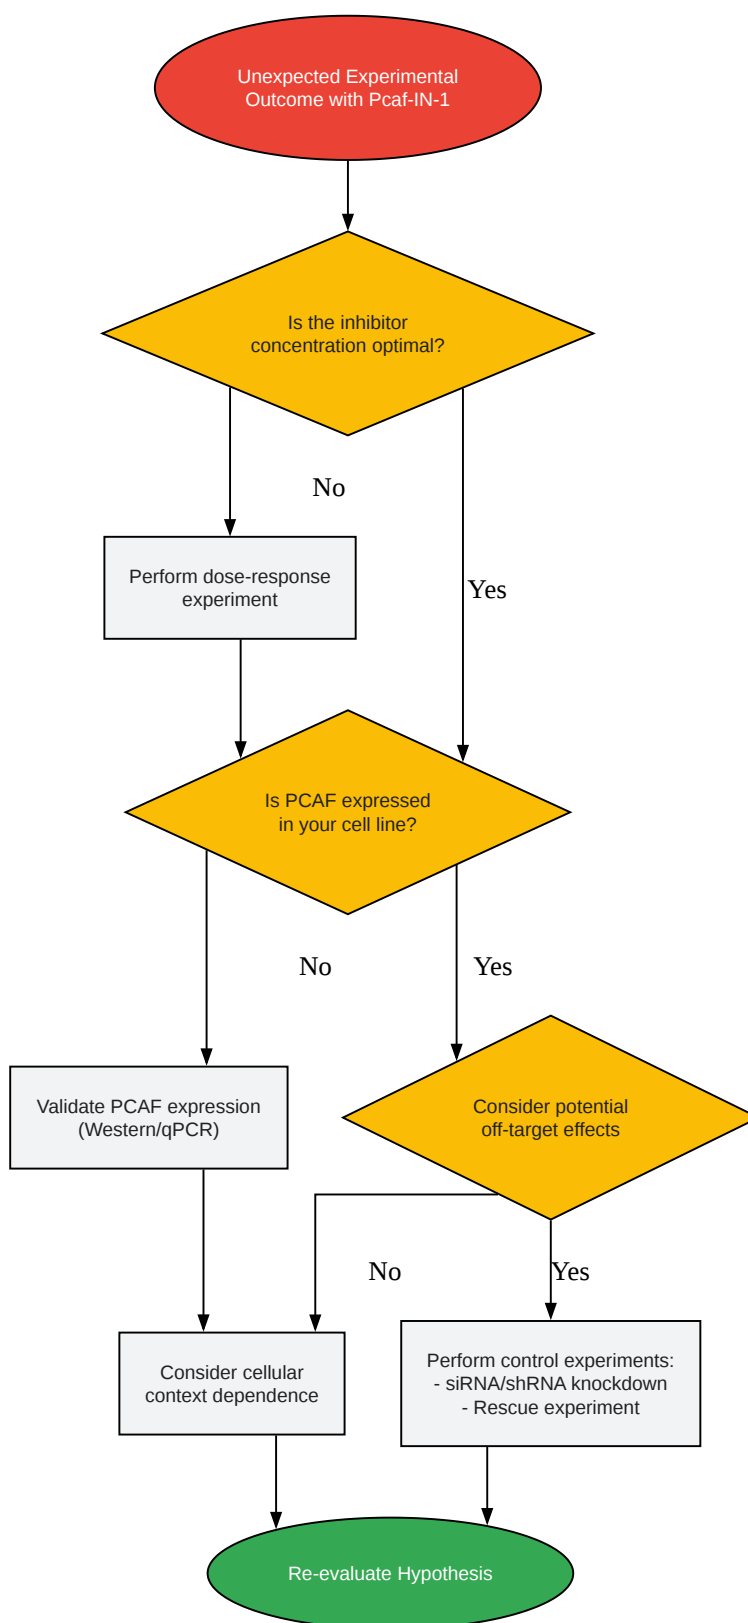 Unexpected Experimental
Outcome with Pcaf-IN-1
Is the inhibitor
concentration optimal?
No
Yes
Perform dose-response
experiment
Is PCAF expressed
in your cell line?
No
Yes
Validate PCAF expression
(Western/qPCR)
Consider potential
off-target effects
No
Yes
Consider cellular
context dependence
Perform control experiments:
- siRNA/shRNA knockdown
- Rescue experiment
Re-evaluate Hypothesis